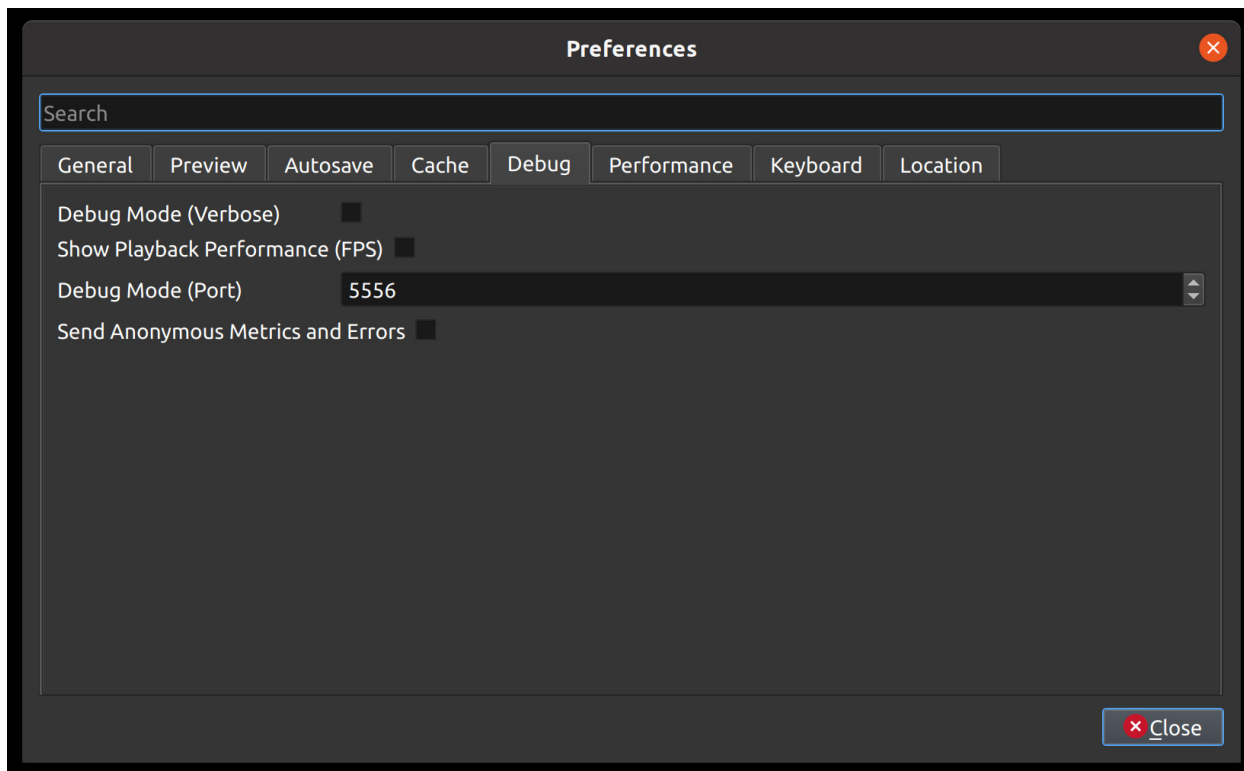 Preferences
Search
General Preview Autosave Cache Debug Performance Keyboard Location
Debug Mode (Verbose)
Show Playback Performance (FPS)
Debug Mode (Port) 5556
Send Anonymous Metrics and Errors
Close